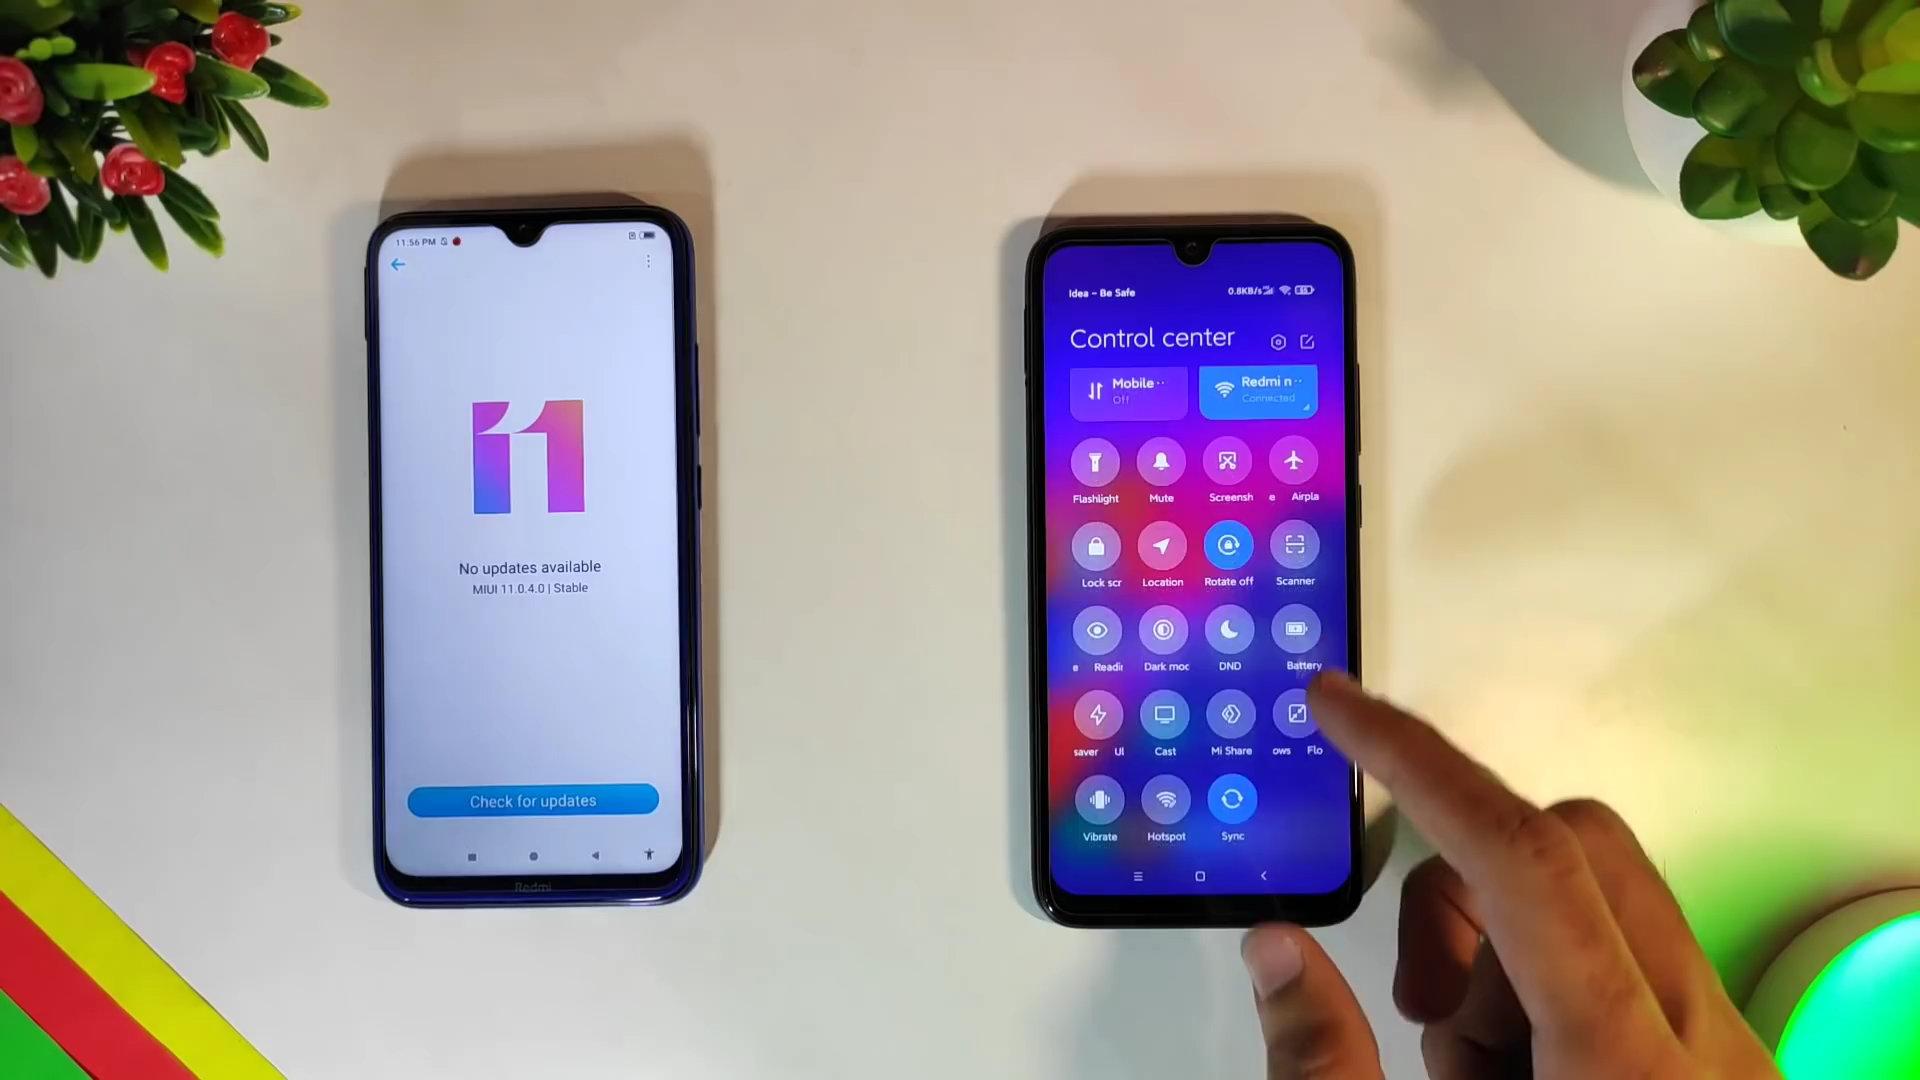 11:56 PM
11
No updates available
MIUI 11.0.4.0 | Stable
Check for updates
Redmi
Idea - Be Safe
0.8KB/s
Control center
Mobile··
Off
Redmi n··
Connected
Flashlight
Mute
Screensh
e Airpla
Lock scr
Location
Rotate off
Scanner
e Readi
Dark moc
DND
Battery
saver Ul
Cast
Mi Share
ows Flo
Vibrate
Hotspot
Sync